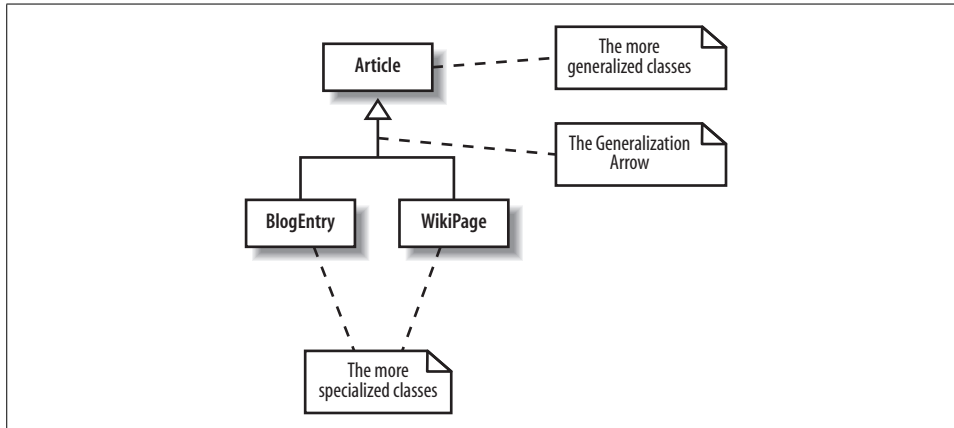 Article
The more
generalized classes
The Generalization
Arrow
BlogEntry
WikiPage
The more
specialized classes